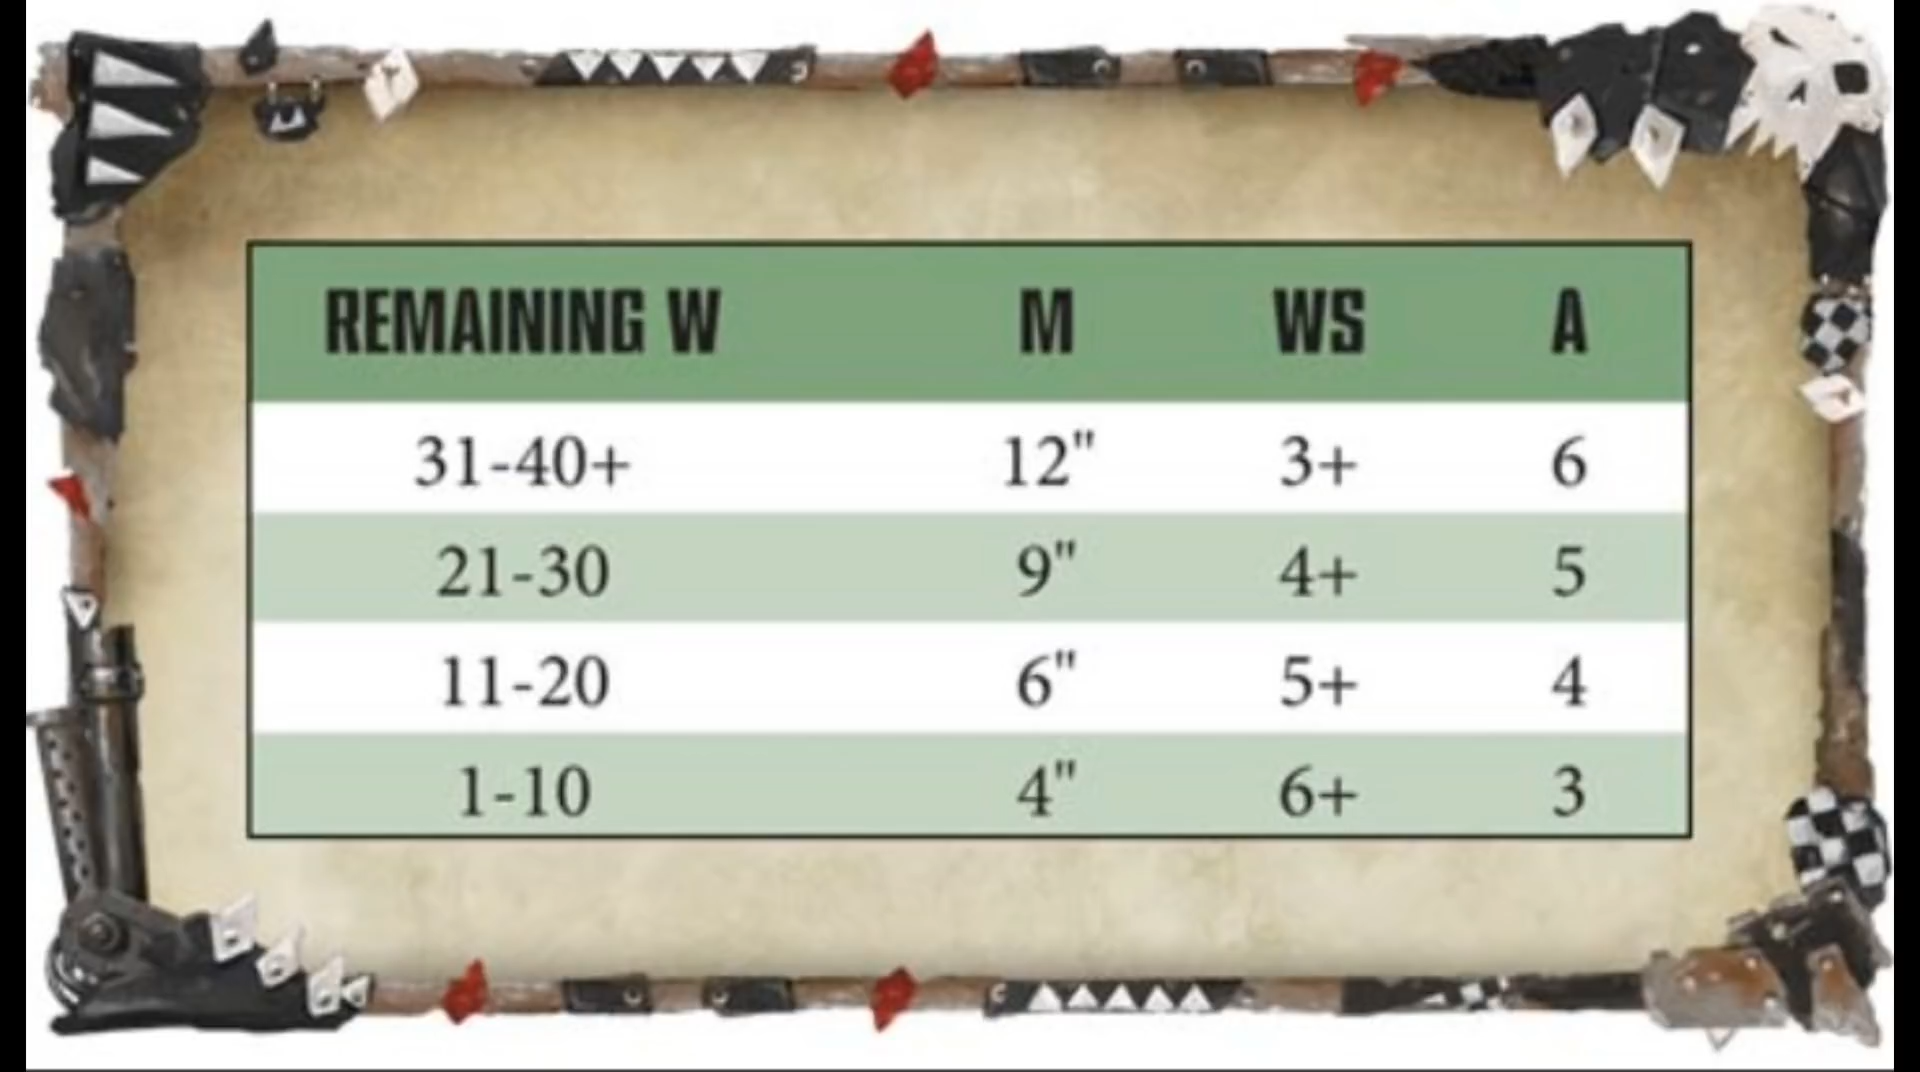 REMAINING W M WS A
31-40+ 12" 3+ 6
21-30 9" 4+ 5
11-20 6" 5+ 4
1-10 4" 6+ 3